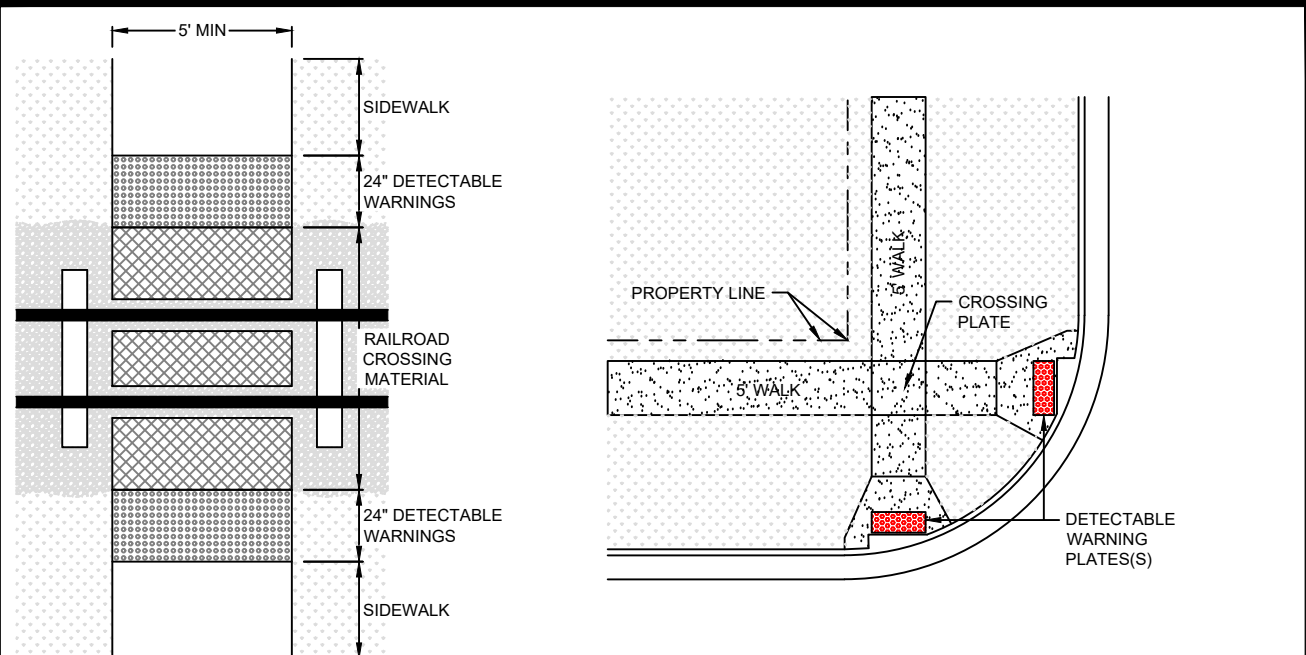 5' MIN
SIDEWALK
24" DETECTABLE
WARNINGS
RAILROAD
CROSSING
MATERIAL
24" DETECTABLE
WARNINGS
SIDEWALK
PROPERTY LINE
5' WALK
CROSSING
PLATE
5' WALK
DETECTABLE
WARNING
PLATES(S)